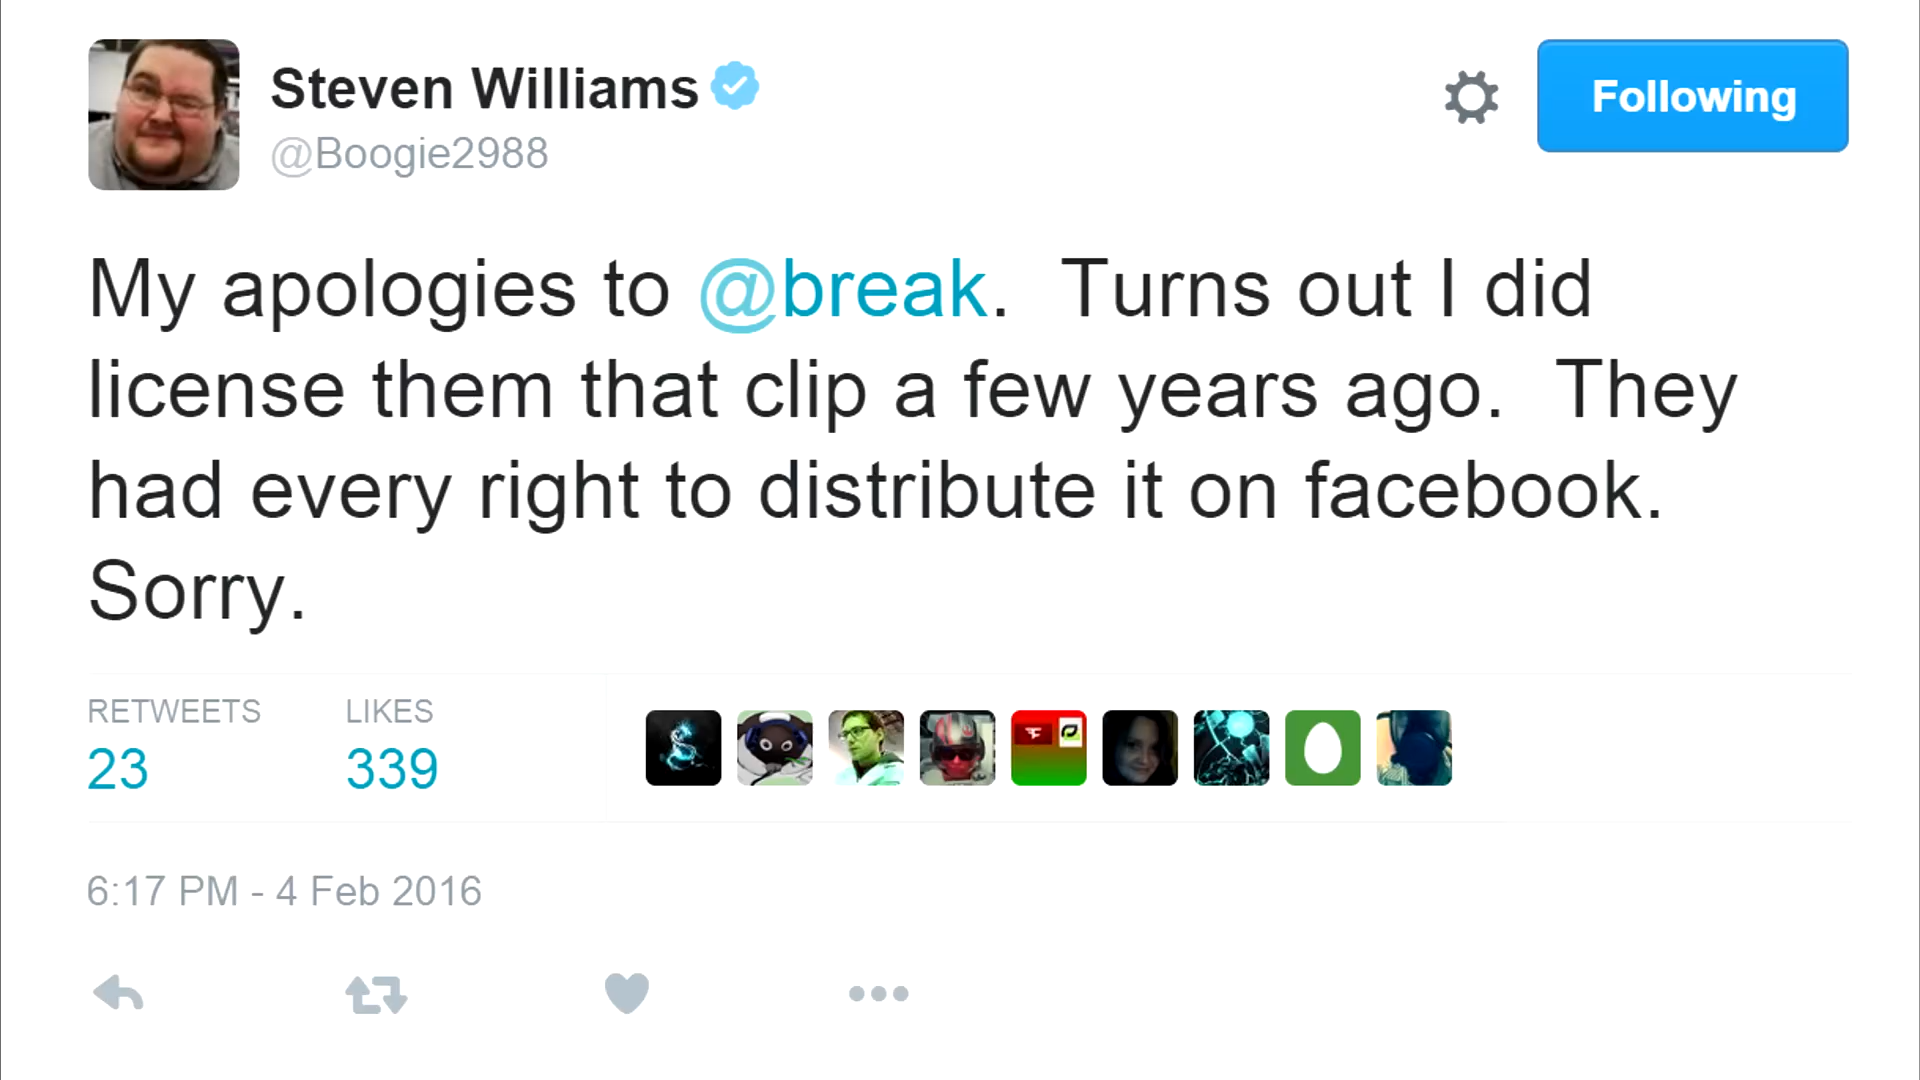 Steven Williams
@Boogie2988
Following
My apologies to @break.  Turns out I did
license them that clip a few years ago.  They
had every right to distribute it on facebook.
Sorry.
RETWEETS LIKES
23 339
6:17 PM - 4 Feb 2016